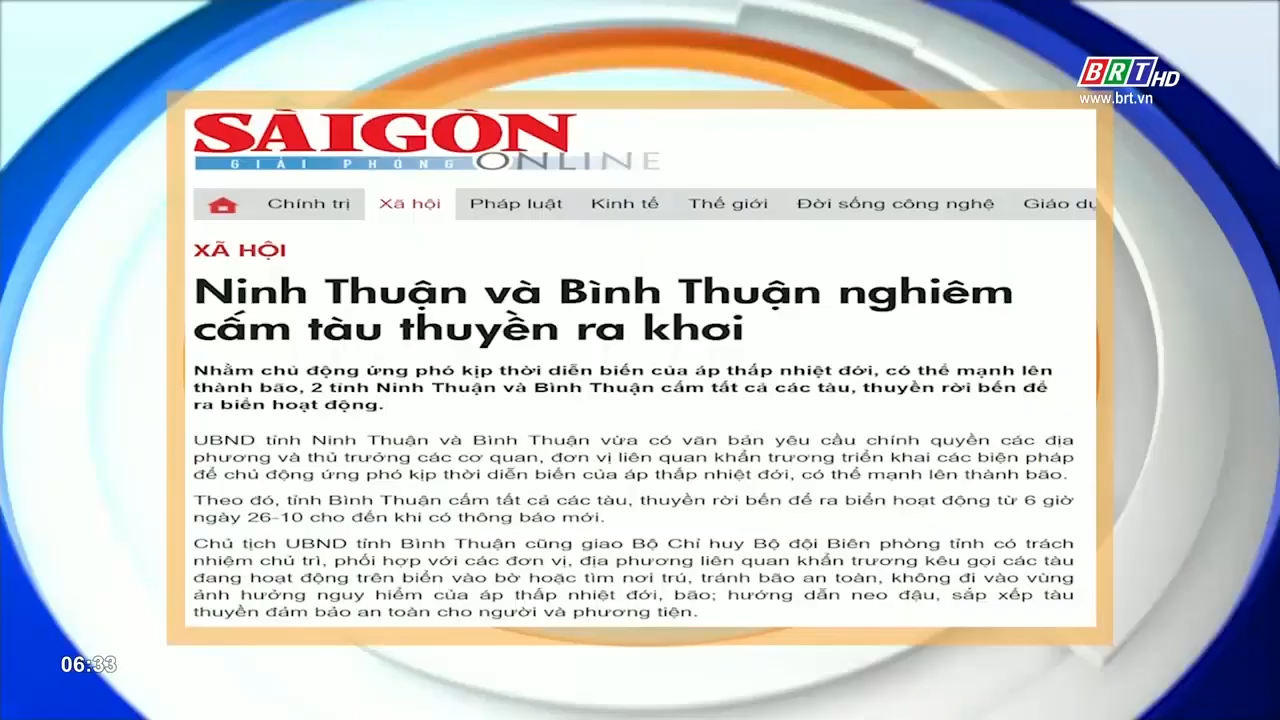 BRT HD
www.brt.vn
SÀIGÒN
GIẢI PHÓNG ONLINE
Chính trị Xã hội Pháp luật Kinh tế Thế giới Đời sống công nghệ Giáo dụ
XÃ HỘI
Ninh Thuận và Bình Thuận nghiêm
cấm tàu thuyền ra khơi
Nhằm chủ động ứng phó kịp thời diễn biến của áp thấp nhiệt đới, có thể mạnh lên
thành bão, 2 tỉnh Ninh Thuận và Bình Thuận cấm tất cả các tàu, thuyền rời bến để
ra biển hoạt động.
UBND tỉnh Ninh Thuận và Bình Thuận vừa có văn bản yêu cầu chính quyền các địa
phương và thủ trưởng các cơ quan, đơn vị liên quan khẩn trương triển khai các biện pháp
để chủ động ứng phó kịp thời diễn biến của áp thấp nhiệt đới, có thể mạnh lên thành bão.
Theo đó, tỉnh Bình Thuận cấm tất cả các tàu, thuyền rời bến để ra biển hoạt động từ 6 giờ
ngày 26-10 cho đến khi có thông báo mới.
Chủ tịch UBND tỉnh Bình Thuận cũng giao Bộ Chỉ huy Bộ đội Biên phòng tỉnh có trách
nhiệm chủ trì, phối hợp với các đơn vị, địa phương liên quan khẩn trương kêu gọi các tàu
đang hoạt động trên biển vào bờ hoặc tìm nơi trú, tránh bão an toàn, không đi vào vùng
ảnh hưởng nguy hiểm của áp thấp nhiệt đới, bão; hướng dẫn neo đậu, sắp xếp tàu
thuyền đảm bảo an toàn cho người và phương tiện.
06:33